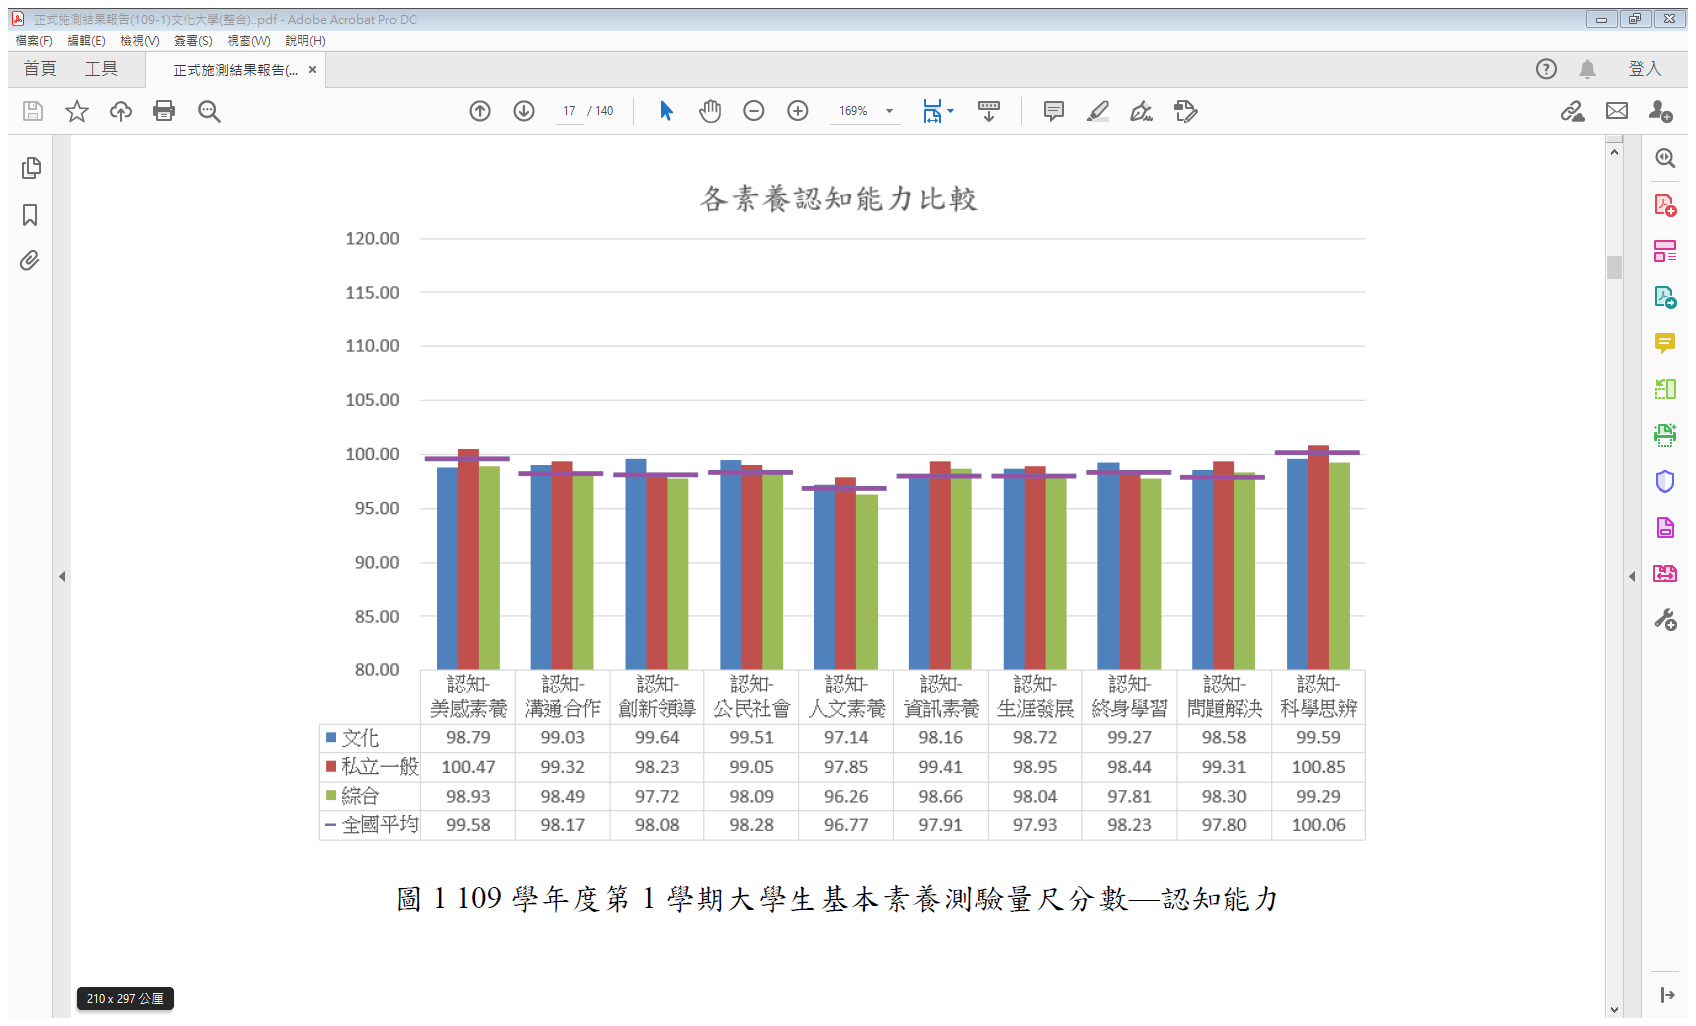 正式施測結果報告(109-1)文化大學(整合)..pdf - Adobe Acrobat Pro DC
檔案(F) 編輯(E) 檢視(V) 簽署(S) 視窗(W) 說明(H)
首頁 工具 正式施測結果報告(... × 登入
17 / 140 169%
各素養認知能力比較
120.00
115.00
110.00
105.00
100.00
95.00
90.00
85.00
80.00
認知- 認知- 認知- 認知- 認知- 認知- 認知- 認知- 認知- 認知-
美感素養 溝通合作 創新領導 公民社會 人文素養 資訊素養 生涯發展 終身學習 問題解決 科學思辨
文化 98.79 99.03 99.64 99.51 97.14 98.16 98.72 99.27 98.58 99.59
私立一般 100.47 99.32 98.23 99.05 97.85 99.41 98.95 98.44 99.31 100.85
綜合 98.93 98.49 97.72 98.09 96.26 98.66 98.04 97.81 98.30 99.29
全國平均 99.58 98.17 98.08 98.28 96.77 97.91 97.93 98.23 97.80 100.06
圖 1 109 學年度第 1 學期大學生基本素養測驗量尺分數—認知能力
210 x 297 公厘